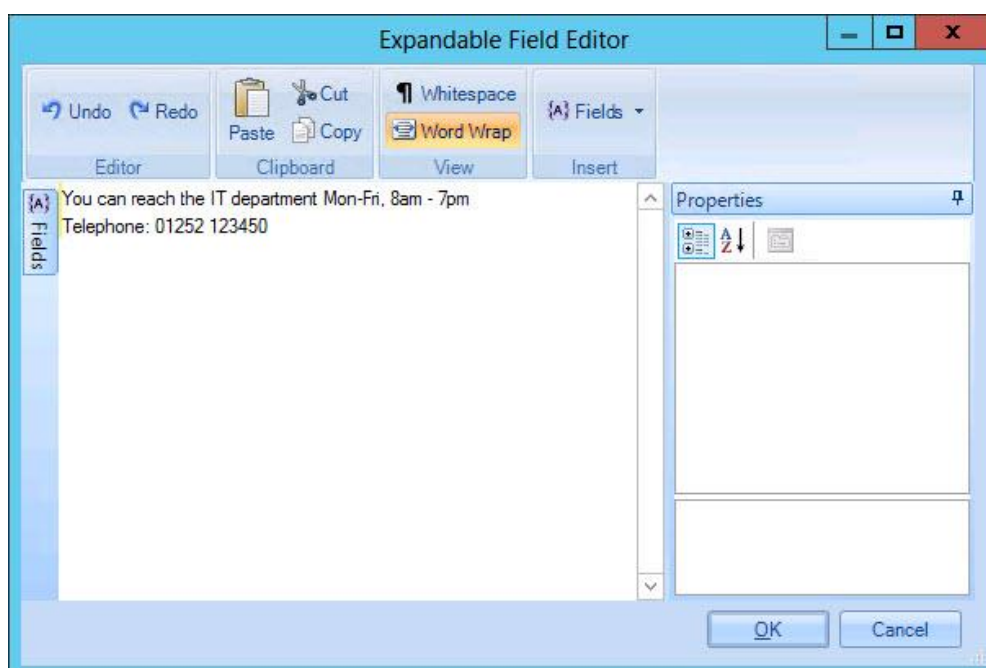 Expandable Field Editor
Undo Redo
Paste
Cut
Copy
Whitespace
Word Wrap
{A} Fields
Editor Clipboard View Insert
{A} Fields
You can reach the IT department Mon-Fri, 8am - 7pm
Telephone: 01252 123450
Properties
A
Z
OK Cancel